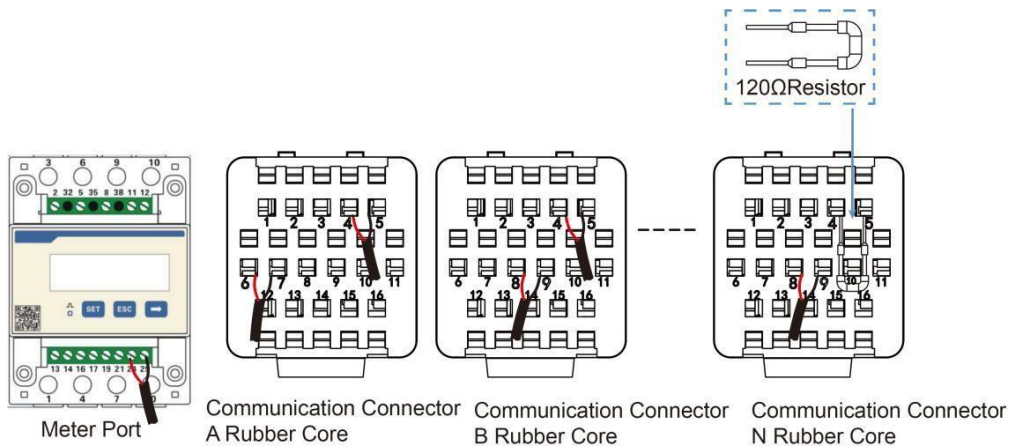 120ΩResistor
3 6 9 10
2 32 5 35 8 38 11 12
SET ESC
13 14 16 17 19 21 24 25
1 4 7
Meter Port
1 2 3 4 5
6 7 8 9 10 11
12 13 14 15 16
Communication Connector
A Rubber Core
1 2 3 4 5
6 7 8 9 10 11
12 13 14 15 16
Communication Connector
B Rubber Core
1 2 3 4 5
6 7 8 9 10 11
12 13 14 15 16
Communication Connector
N Rubber Core